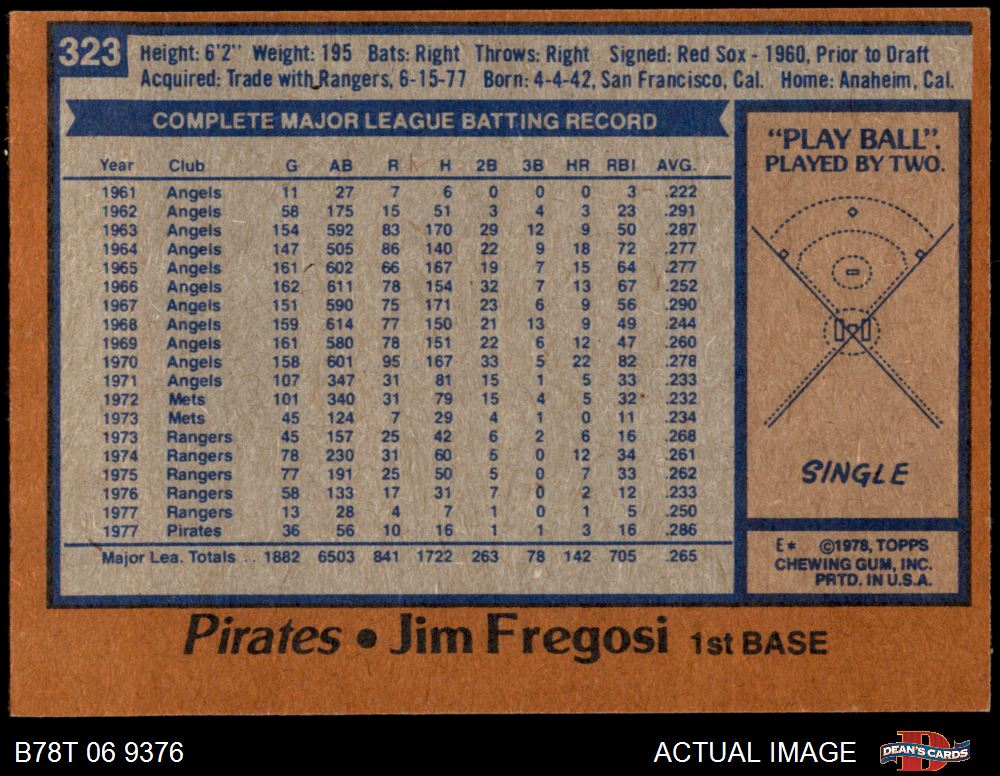 323
Height: 6'2" Weight: 195 Bats: Right Throws: Right Signed: Red Sox - 1960, Prior to Draft
Acquired: Trade with Rangers, 6-15-77 Born: 4-4-42, San Francisco, Cal. Home: Anaheim, Cal.
COMPLETE MAJOR LEAGUE BATTING RECORD
Year Club G AB R H 2B 3B HR RBI AVG.
1961 Angels 11 27 7 6 0 0 0 3 .222
1962 Angels 58 175 15 51 3 4 3 23 .291
1963 Angels 154 592 83 170 29 12 9 50 .287
1964 Angels 147 505 86 140 22 9 18 72 .277
1965 Angels 161 602 66 167 19 7 15 64 .277
1966 Angels 162 611 78 154 32 7 13 67 .252
1967 Angels 151 590 75 171 23 6 9 56 .290
1968 Angels 159 614 77 150 21 13 9 49 .244
1969 Angels 161 580 78 151 22 6 12 47 .260
1970 Angels 158 601 95 167 33 5 22 82 .278
1971 Angels 107 347 31 81 15 1 5 33 .233
1972 Mets 101 340 31 79 15 4 5 32 .232
1973 Mets 45 124 7 29 4 1 0 11 .234
1973 Rangers 45 157 25 42 6 2 6 16 .268
1974 Rangers 78 230 31 60 5 0 12 34 .261
1975 Rangers 77 191 25 50 5 0 7 33 .262
1976 Rangers 58 133 17 31 7 0 2 12 .233
1977 Rangers 13 28 4 7 1 0 1 5 .250
1977 Pirates 36 56 10 16 1 1 3 16 .286
Major Lea. Totals .. 1882 6503 841 1722 263 78 142 705 .265
"PLAY BALL".
PLAYED BY TWO.
SINGLE
E* ©1978, TOPPS
CHEWING GUM, INC.
PRTD. IN U.S.A.
Pirates • Jim Fregosi 1st BASE
B78T 06 9376 ACTUAL IMAGE
D
DEAN'S CARDS